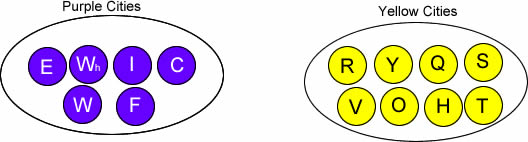 Purple Cities
E Wh I C
W F
Yellow Cities
R Y Q S
V O H T